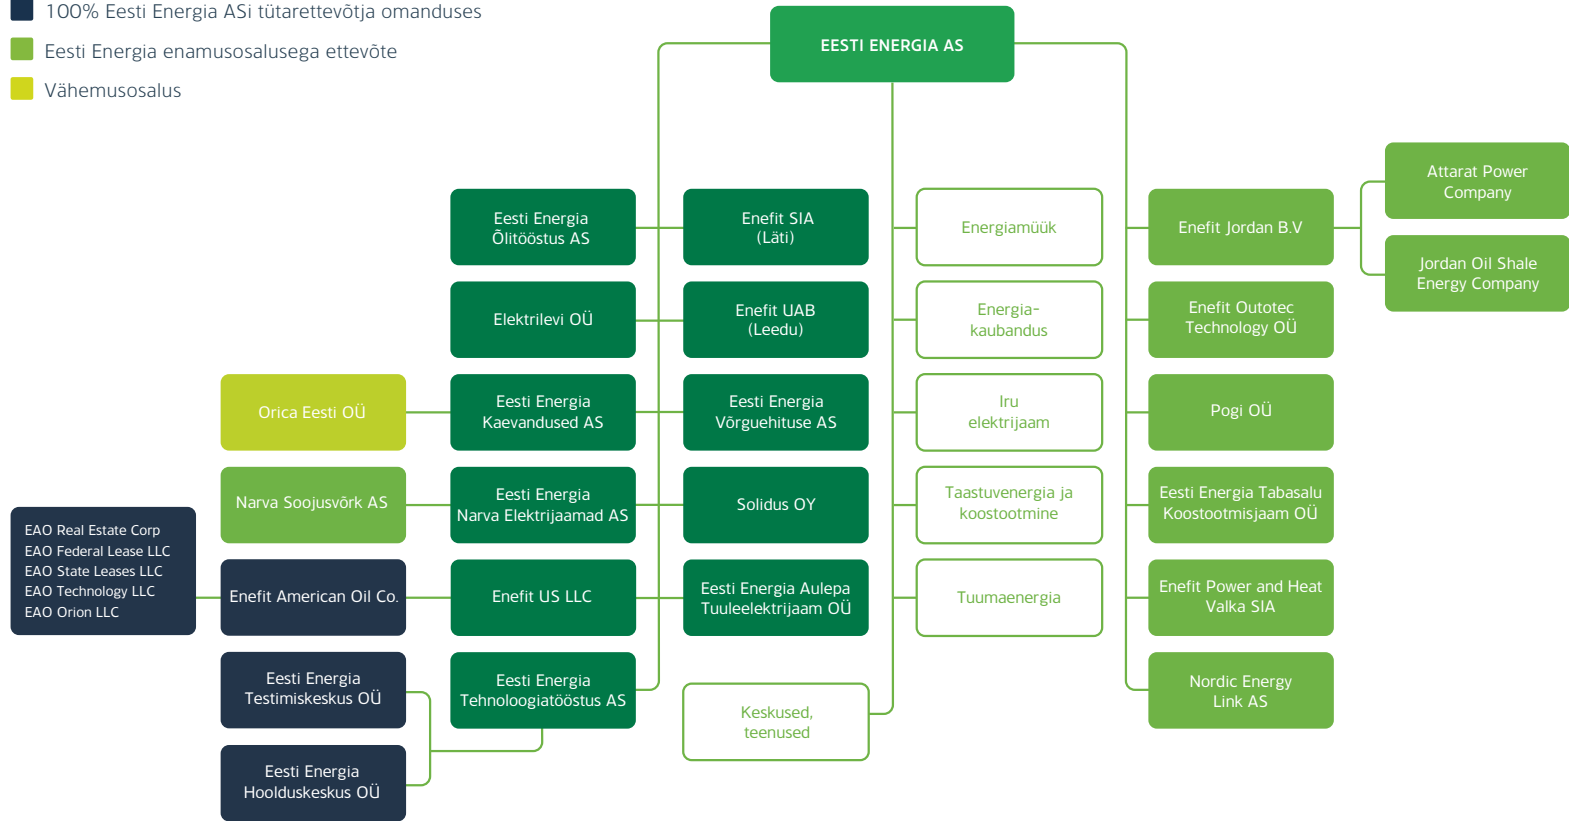 100% Eesti Energia ASi tütarettevõtja omanduses
Eesti Energia enamusosalusega ettevõte
Vähemusosalus
EESTI ENERGIA AS
Attarat Power
Company
Jordan Oil Shale
Energy Company
Eesti Energia
Õlitööstus AS
Enefit SIA
(Läti)
Energiamüük
Enefit Jordan B.V
Elektrilevi OÜ
Enefit UAB
(Leedu)
Energia-
kaubandus
Enefit Outotec
Technology OÜ
Orica Eesti OÜ
Eesti Energia
Kaevandused AS
Eesti Energia
Võrguehituse AS
Iru
elektrijaam
Pogi OÜ
Narva Soojusvõrk AS
Eesti Energia
Narva Elektrijaamad AS
Solidus OY
Taastuvenergia ja
koostootmine
Eesti Energia Tabasalu
Koostootmisjaam OÜ
EAO Real Estate Corp
EAO Federal Lease LLC
EAO State Leases LLC
EAO Technology LLC
EAO Orion LLC
Enefit American Oil Co.
Enefit US LLC
Eesti Energia Aulepa
Tuuleelektrijaam OÜ
Tuumaenergia
Enefit Power and Heat
Valka SIA
Eesti Energia
Testimiskeskus OÜ
Eesti Energia
Tehnoloogiatööstus AS
Keskused,
teenused
Nordic Energy
Link AS
Eesti Energia
Hoolduskeskus OÜ